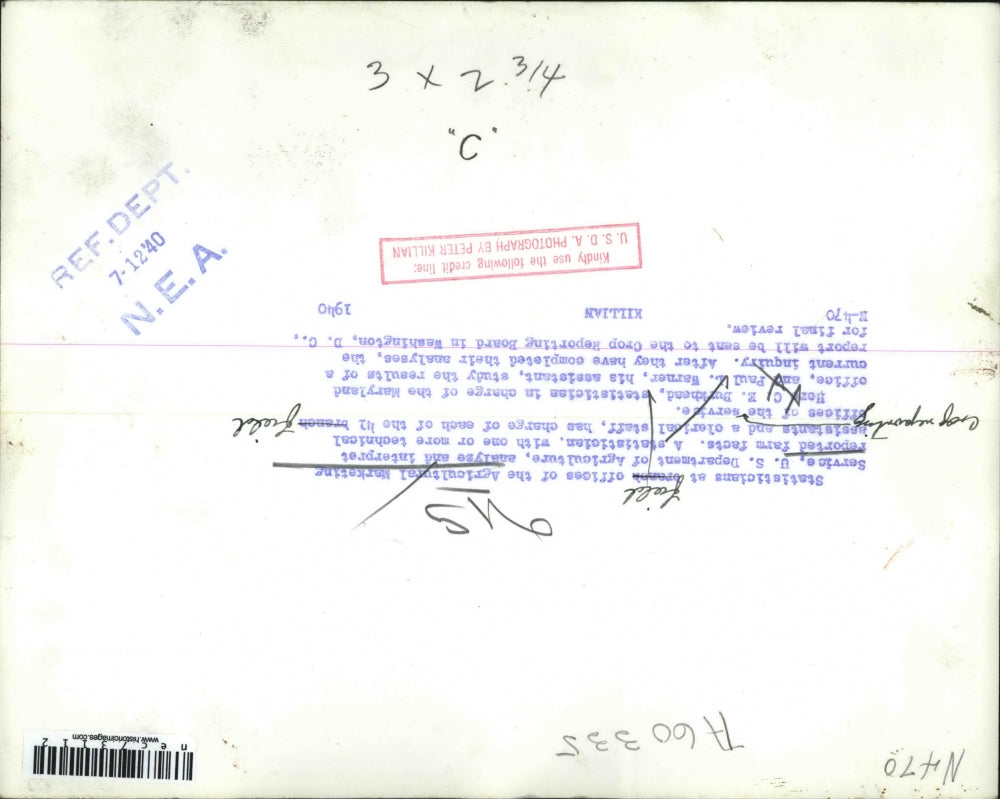 3 x 2.3/4
"C"
REF. DEPT.
7-12'40
N.E.A.
Kindly use the following credit line:
U. S. D. A. PHOTOGRAPH BY PETER KILLIAN
Statisticians at branch offices of the Agricultural Marketing
field
Service, U. S. Department of Agriculture, analyze and interpret
reported farm facts. A statistician, with one or more technical
assistants and a clerical staff, has charge of each of the 41 branch field
offices of the service.
Crop reporting
Here C. E. Burkhead, statistician in charge of the Maryland
office, and Paul L. Warner, his assistant, study the results of a
current inquiry. After they have completed their analyses, the
report will be sent to the Crop Reporting Board in Washington, D. C.,
for final review.
N-470 KILLIAN 1940
A60335
N470
nec73112
www.historicimages.com